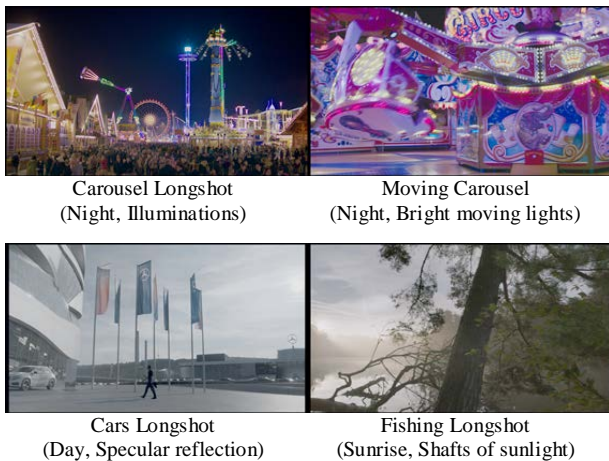 Carousel Longshot
(Night, Illuminations)
Moving Carousel
(Night, Bright moving lights)
Cars Longshot
(Day, Specular reflection)
Fishing Longshot
(Sunrise, Shafts of sunlight)